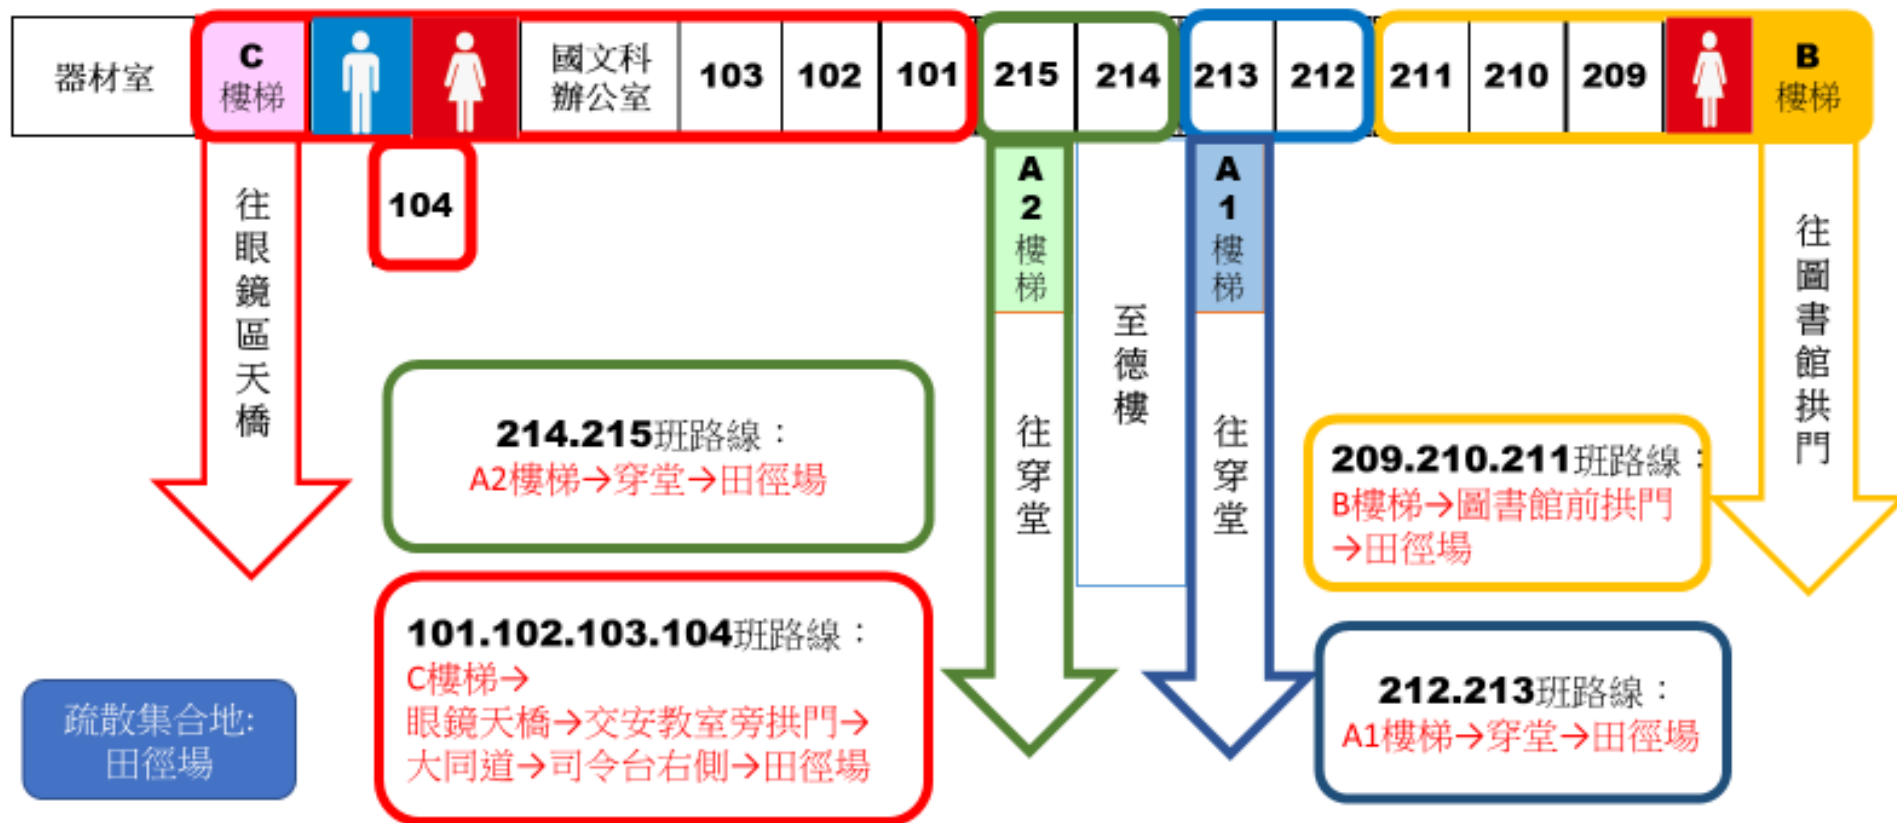 器材室
C
樓梯
國文科
辦公室
103
102
101
215
214
213
212
211
210
209
B
樓梯
104
往眼鏡區天橋
A
2
樓梯
往穿堂
至德樓
A
1
樓梯
往穿堂
往圖書館拱門
214.215班路線：
A2樓梯→穿堂→田徑場
209.210.211班路線：
B樓梯→圖書館前拱門
→田徑場
101.102.103.104班路線：
C樓梯→
眼鏡天橋→交安教室旁拱門→
大同道→司令台右側→田徑場
212.213班路線：
A1樓梯→穿堂→田徑場
疏散集合地:
田徑場